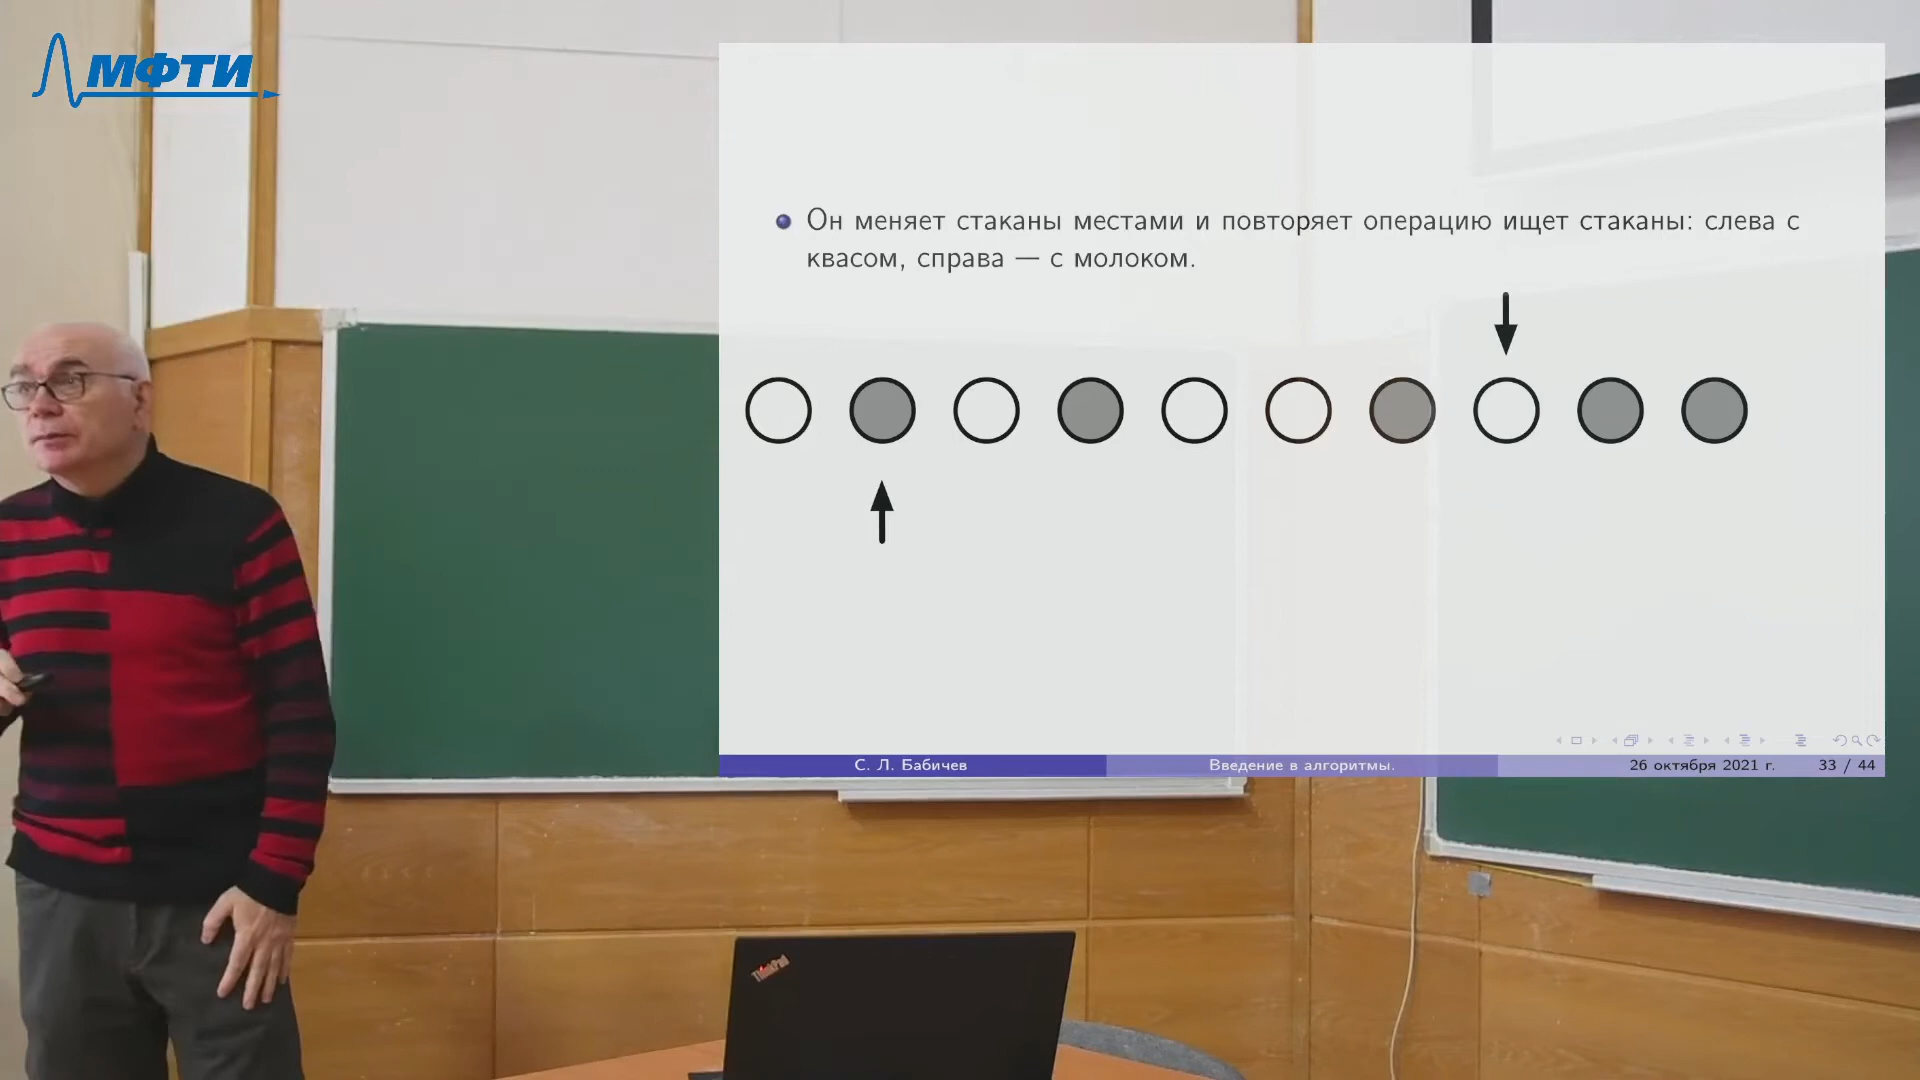 МФТИ
Он меняет стаканы местами и повторяет операцию ищет стаканы: слева с
квасом, справа — с молоком.
С. Л. Бабичев
Введение в алгоритмы.
26 октября 2021 г.
33 / 44
ThinkPad